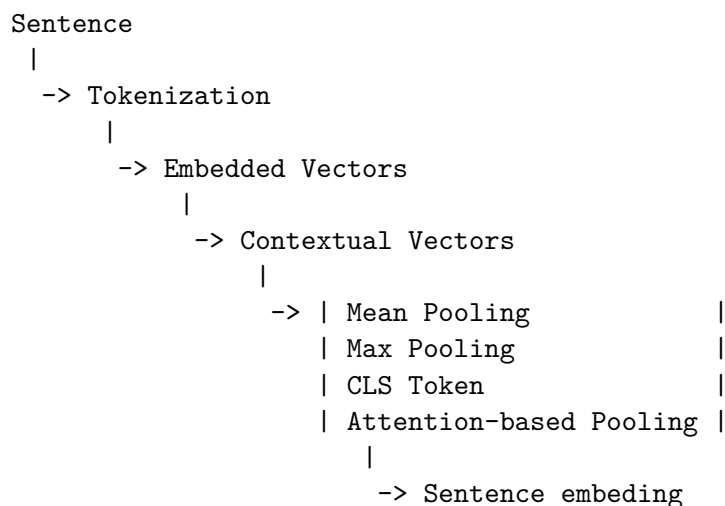 Sentence
|
-> Tokenization
|
-> Embedded Vectors
|
-> Contextual Vectors
|
-> | Mean Pooling |
| Max Pooling |
| CLS Token |
| Attention-based Pooling |
|
-> Sentence embeding